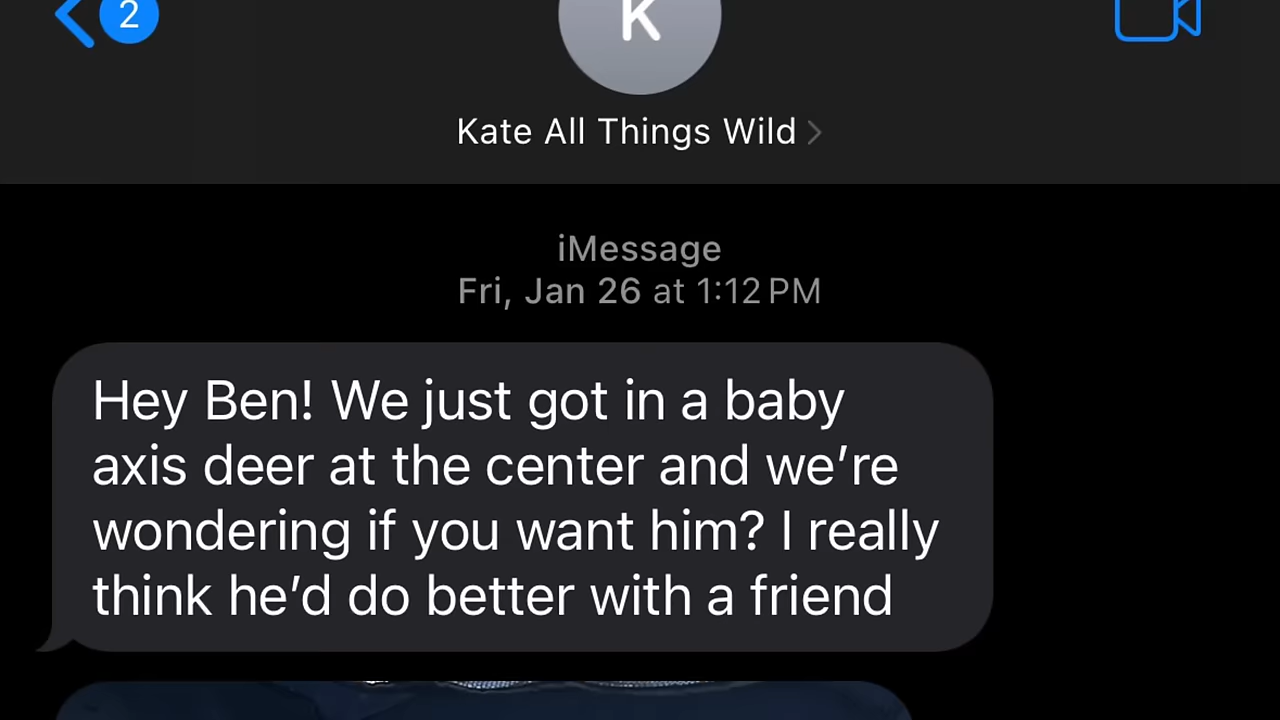 2
K
Kate All Things Wild
iMessage
Fri, Jan 26 at 1:12 PM
Hey Ben! We just got in a baby
axis deer at the center and we’re
wondering if you want him? I really
think he’d do better with a friend